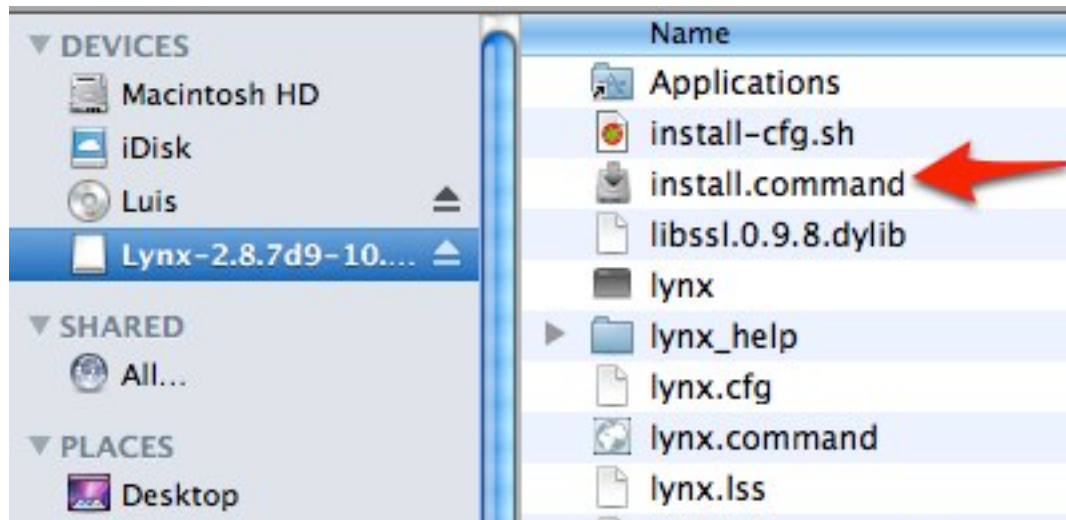 DEVICES
Macintosh HD
iDisk
Luis
Lynx-2.8.7d9-10....
SHARED
All...
PLACES
Desktop
Name
Applications
install-cfg.sh
install.command
libssl.0.9.8.dylib
lynx
lynx_help
lynx.cfg
lynx.command
lynx.lss